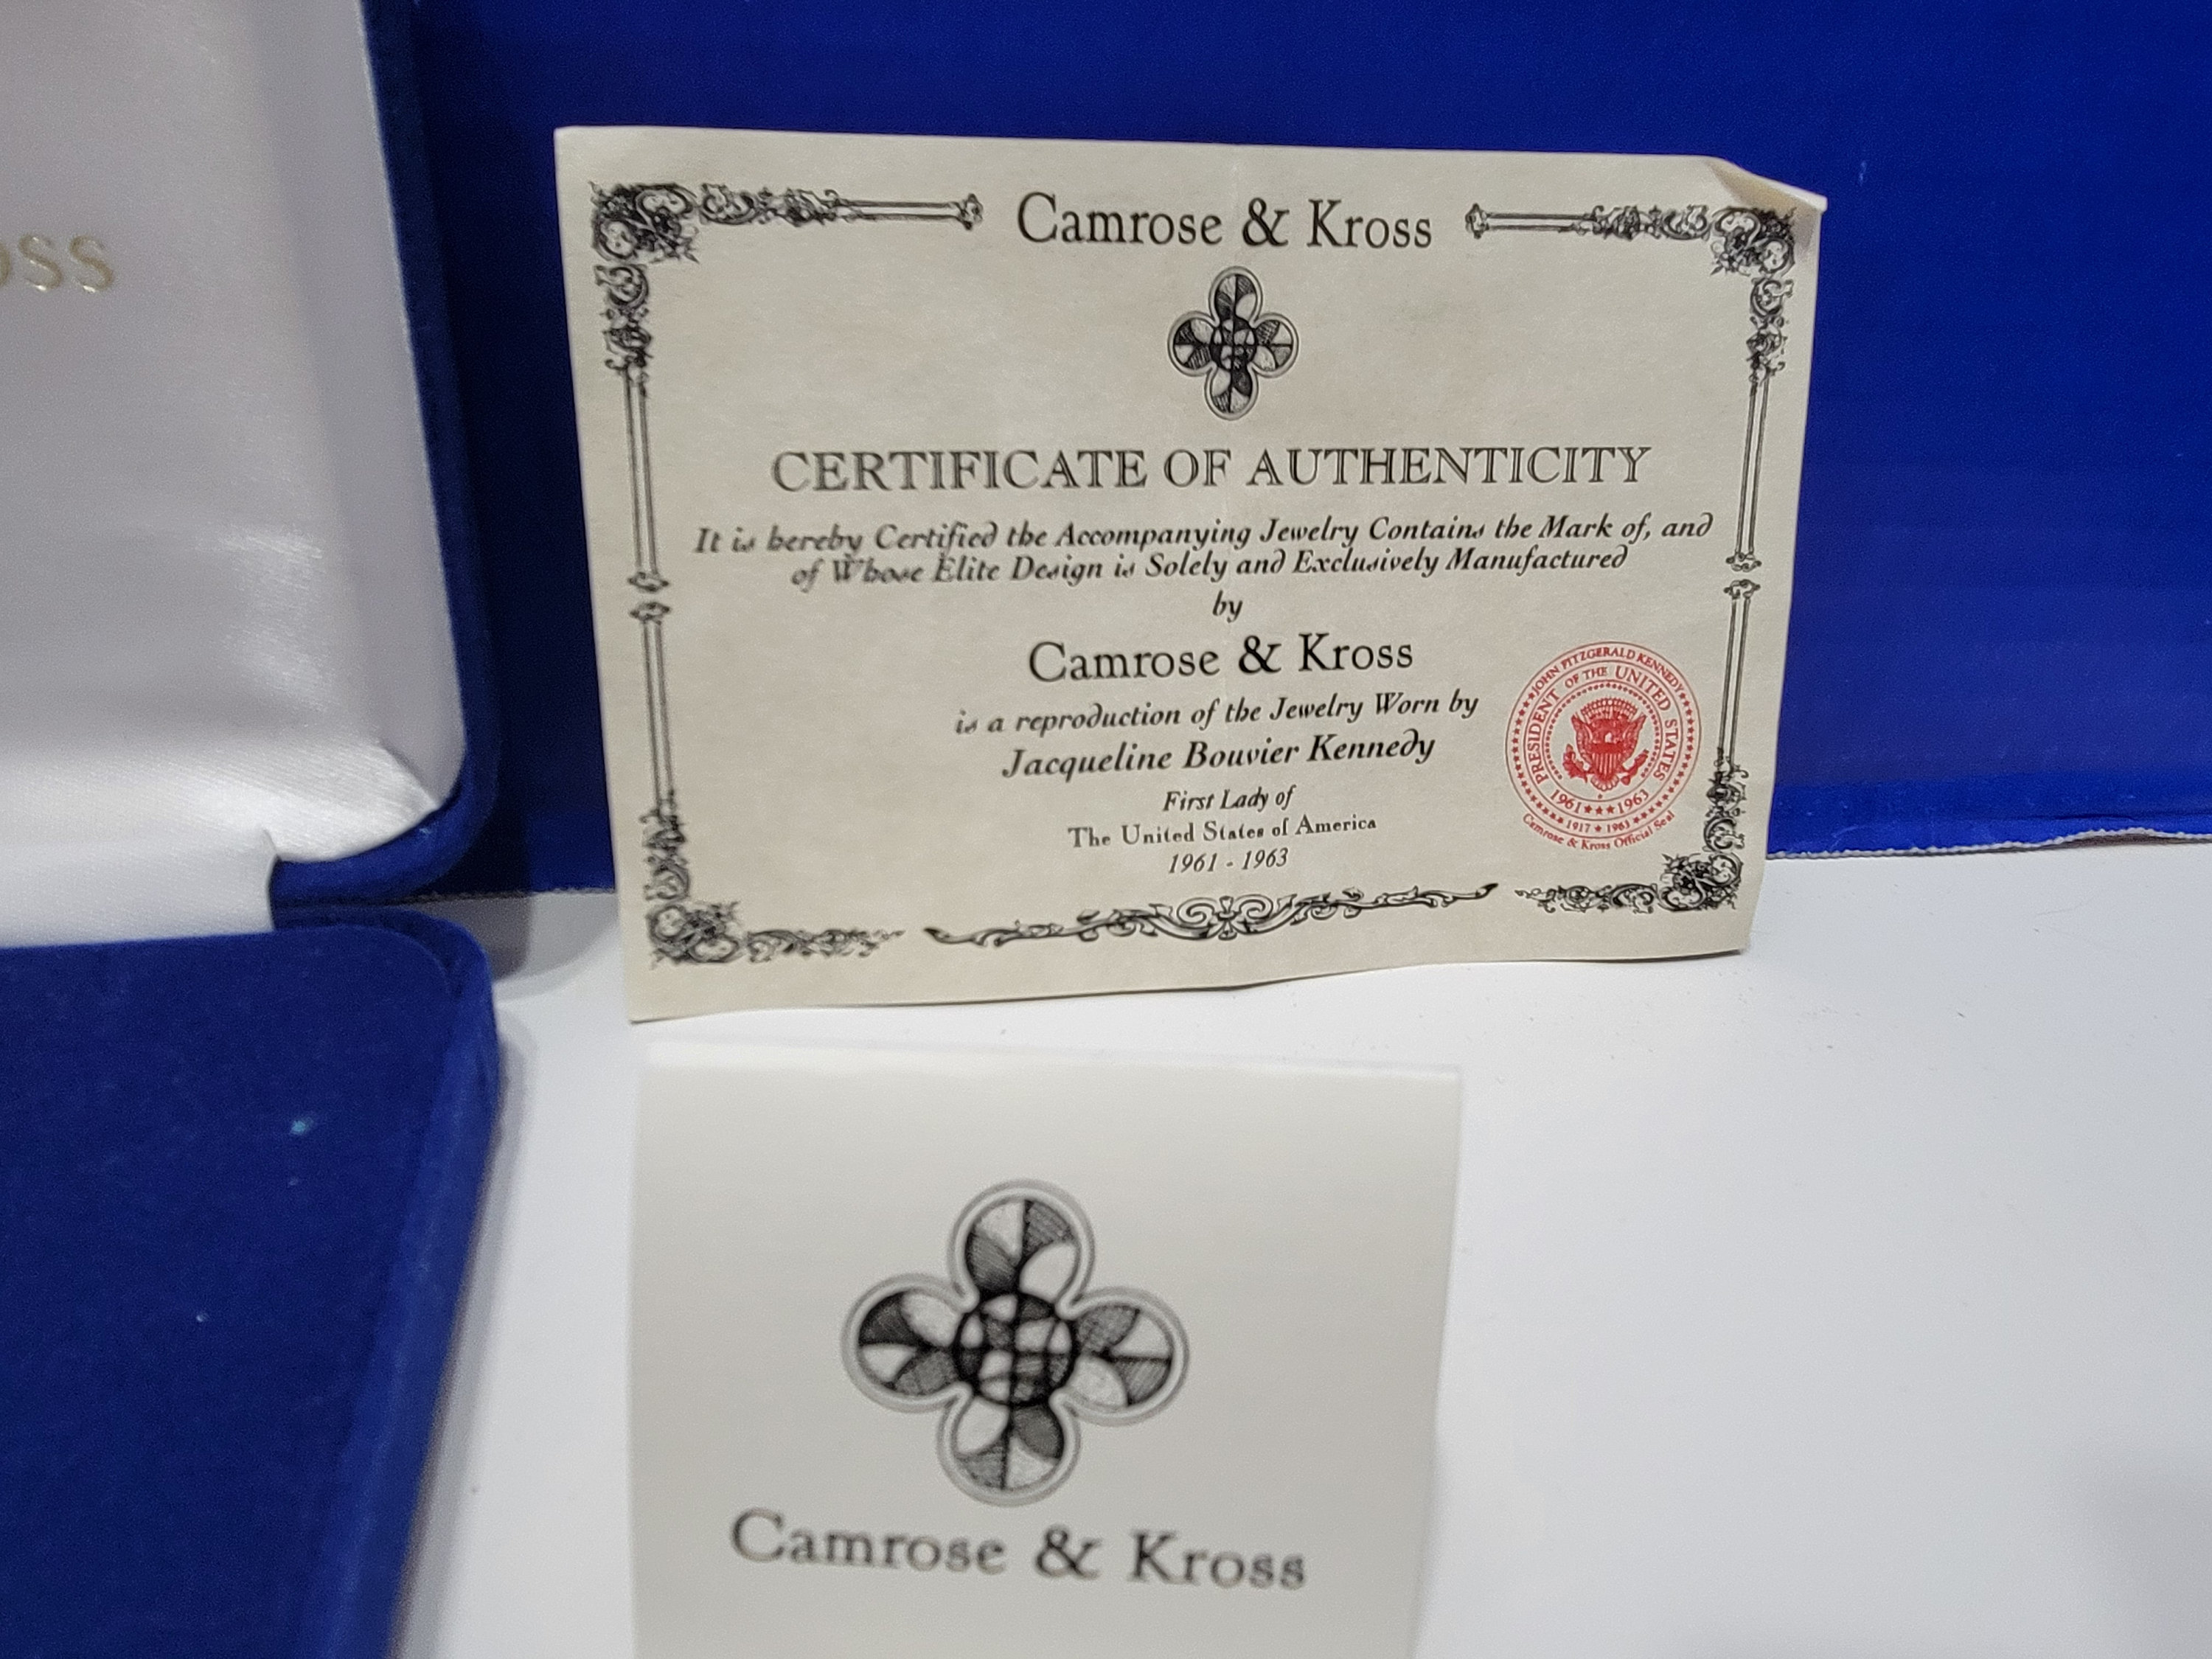 oss
Camrose & Kross
CERTIFICATE OF AUTHENTICITY
It is hereby Certified the Accompanying Jewelry Contains the Mark of, and
of Whose Elite Design is Solely and Exclusively Manufactured
by
Camrose & Kross
is a reproduction of the Jewelry Worn by
Jacqueline Bouvier Kennedy
First Lady of
The United States of America
1961 - 1963
JOHN FITZGERALD KENNEDY
PRESIDENT OF THE UNITED STATES
1961 ★★★ 1963
1917 ★ 1963
Camrose & Kross Official Seal
Camrose & Kross